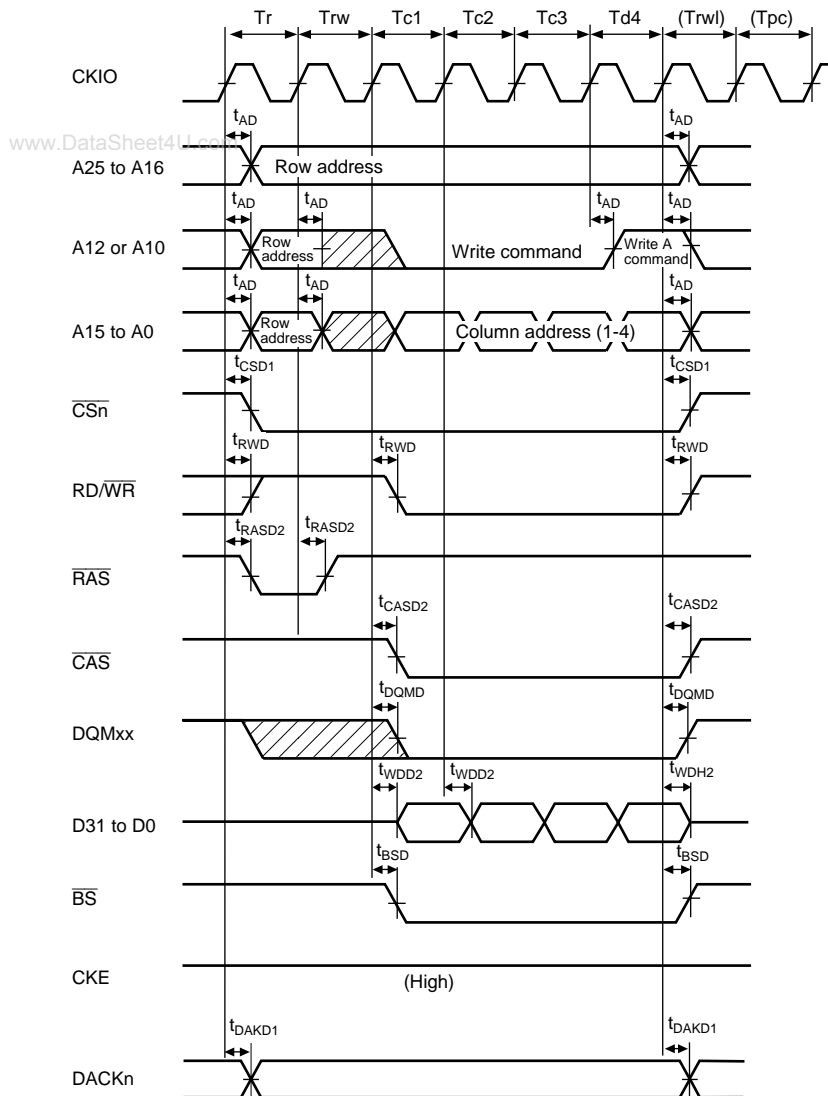 Tr Trw Tc1 Tc2 Tc3 Td4 (Trwl) (Tpc)
CKIO
tAD tAD
www.DataSheet4U.com
A25 to A16 Row address
tAD tAD tAD tAD
A12 or A10 Row address Write command Write A command
tAD tAD tAD
A15 to A0 Row address Column address (1-4)
tCSD1 tCSD1
CSn
tRWD tRWD tRWD
RD/WR
tRASD2 tRASD2
RAS
tCASD2 tCASD2
CAS
tDQMD tDQMD
DQMxx
tWDD2 tWDD2 tWDH2
D31 to D0
tBSD tBSD
BS
CKE (High)
tDAKD1 tDAKD1
DACKn